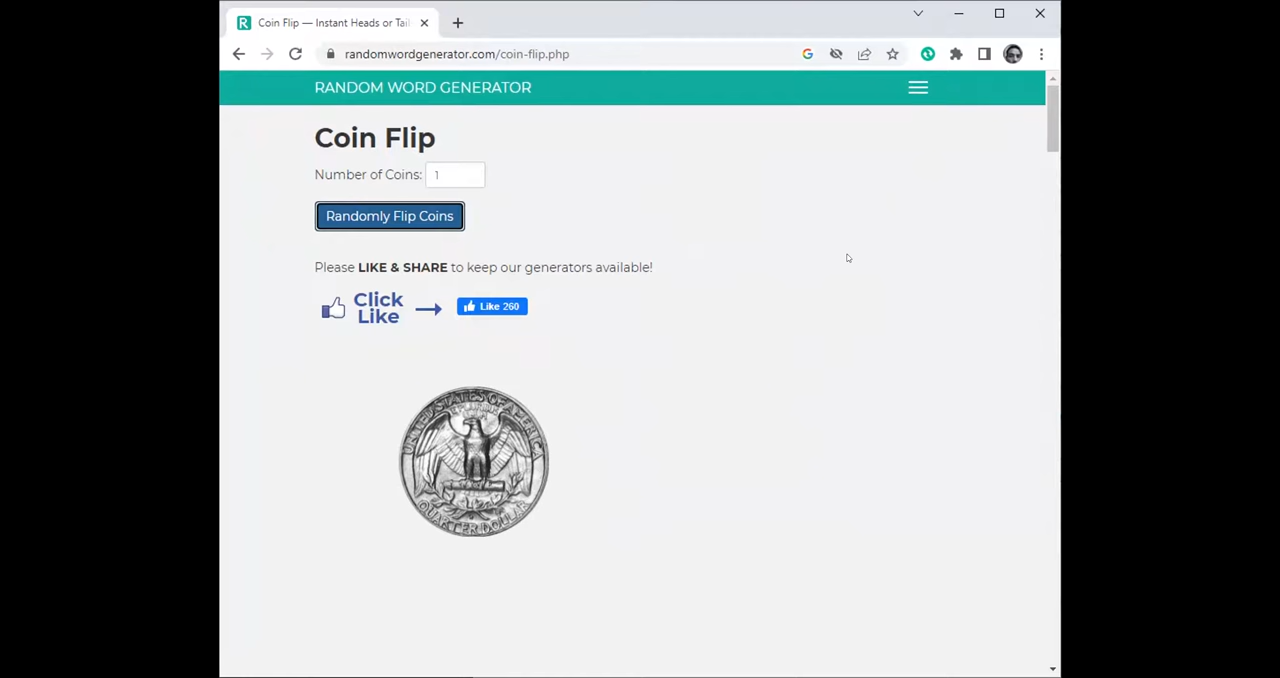 Coin Flip — Instant Heads or Tail
randomwordgenerator.com/coin-flip.php
RANDOM WORD GENERATOR
Coin Flip
Number of Coins: 1
Randomly Flip Coins
Please LIKE & SHARE to keep our generators available!
Click
Like
Like 260
UNITED STATES OF AMERICA
QUARTER DOLLAR